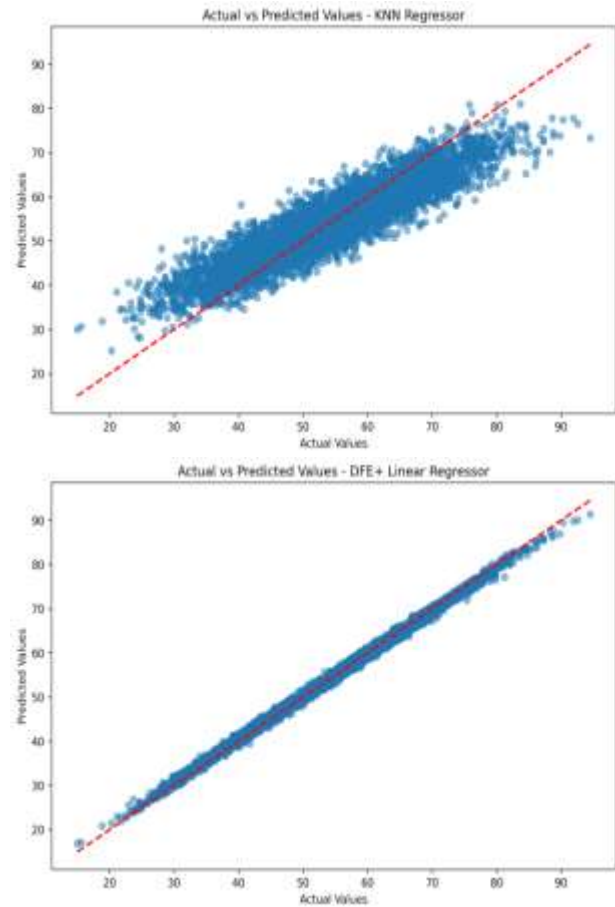 Actual vs Predicted Values - KNN Regressor
90
80
70
60
50
40
30
20
Predicted Values
20 30 40 50 60 70 80 90
Actual Values
Actual vs Predicted Values - DFE+ Linear Regressor
90
80
70
60
50
40
30
20
Predicted Values
20 30 40 50 60 70 80 90
Actual Values